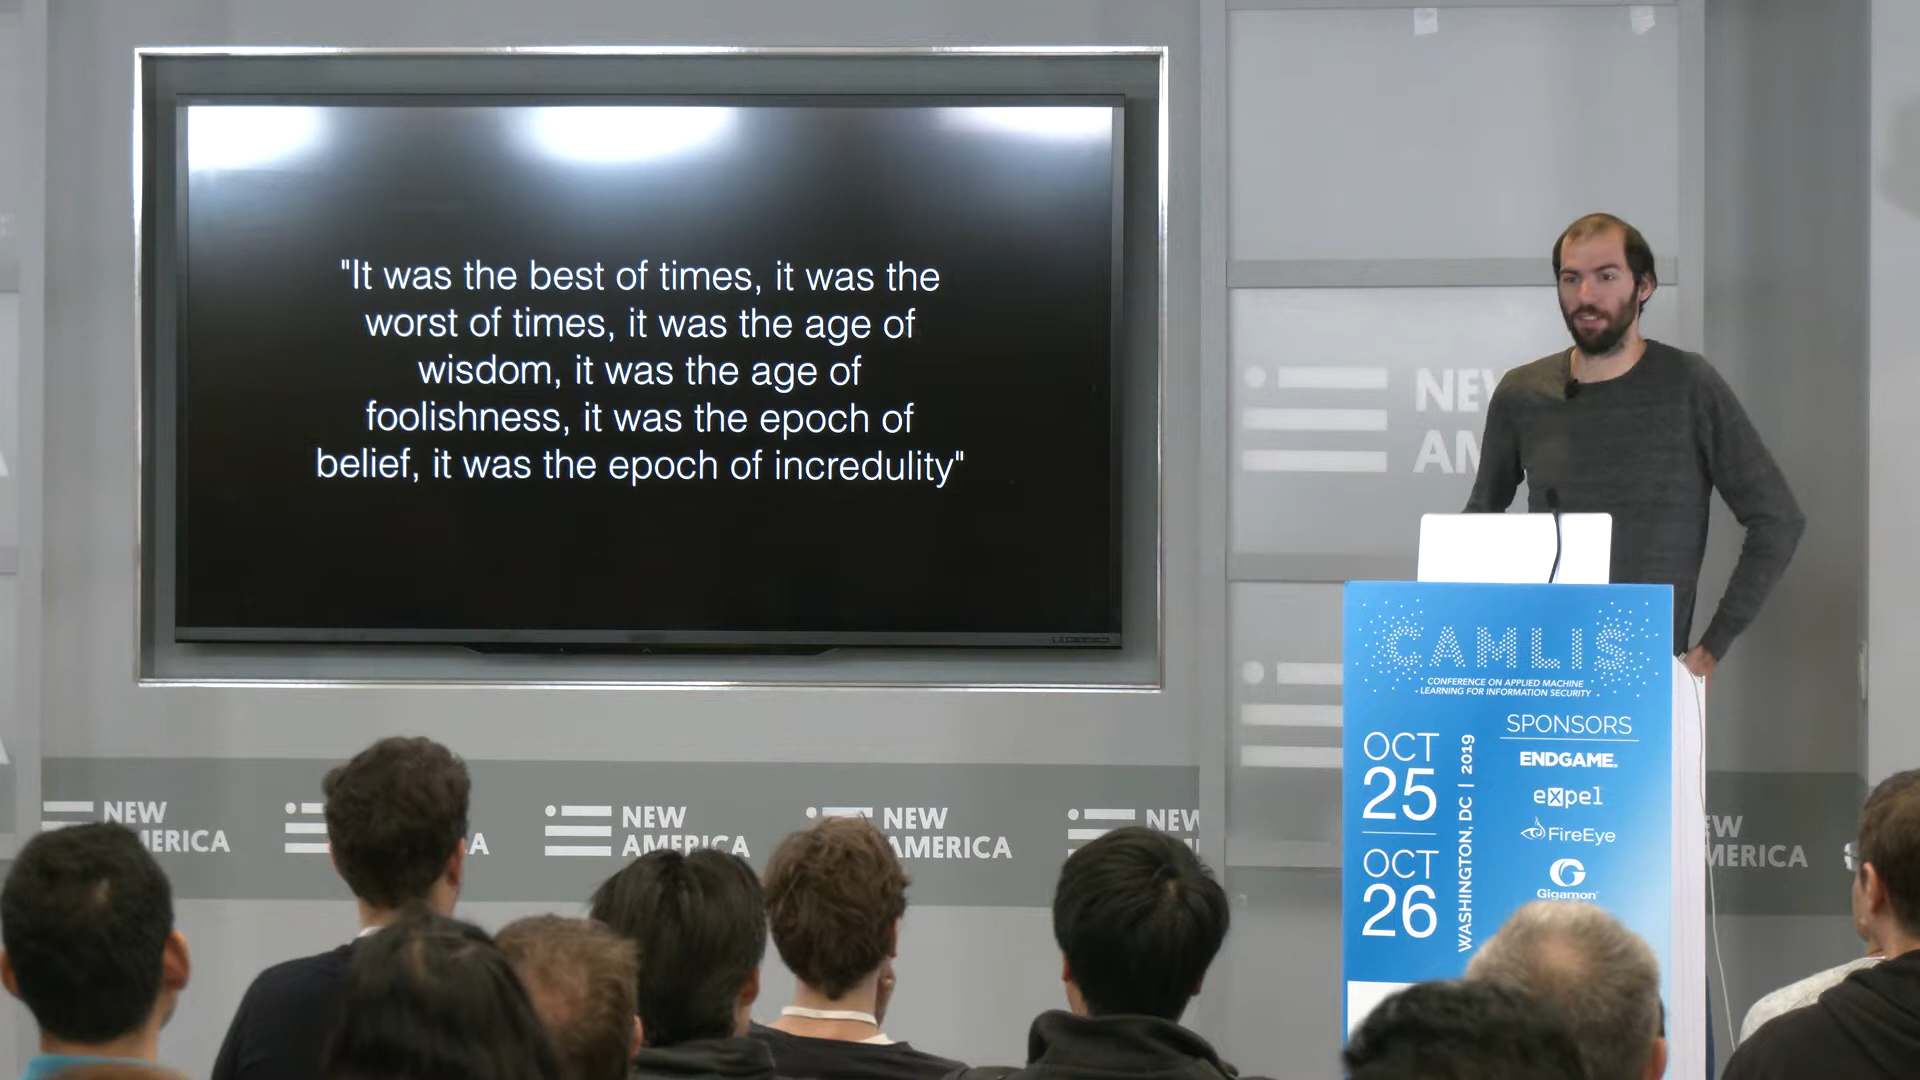 "It was the best of times, it was the
worst of times, it was the age of
wisdom, it was the age of
foolishness, it was the epoch of
belief, it was the epoch of incredulity"
NEW
AMERICA
NEW
AMERICA
NEW
AMERICA
NEW
CAMLIS
CONFERENCE ON APPLIED MACHINE
LEARNING FOR INFORMATION SECURITY
OCT
25
OCT
26
WASHINGTON, DC | 2019
SPONSORS
ENDGAME.
expel
FireEye
Gigamon